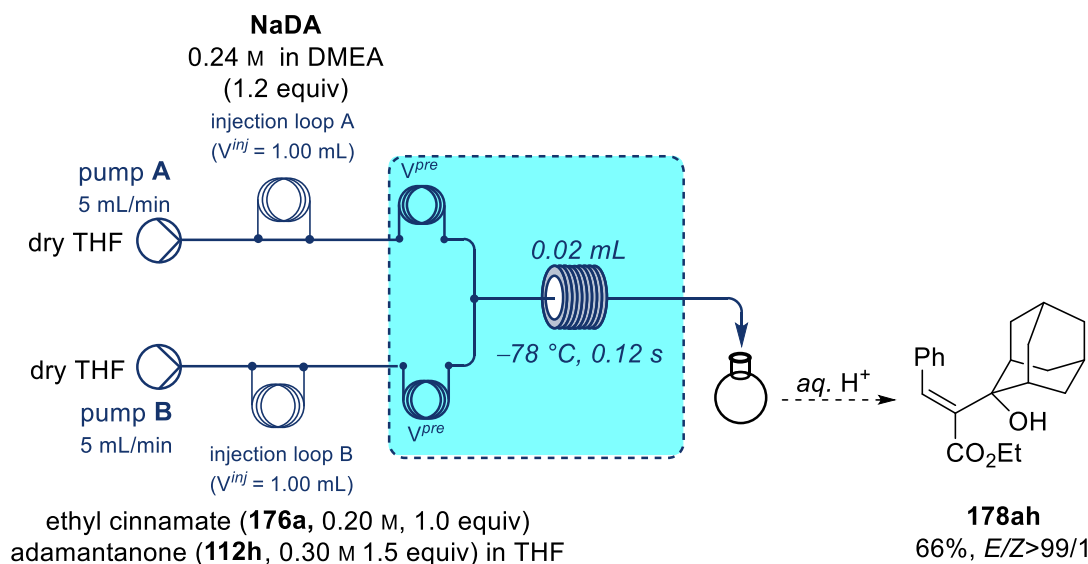 NaDA
0.24 M in DMEA
(1.2 equiv)
injection loop A
(V^inj = 1.00 mL)
pump A
5 mL/min
dry THF
V^pre
0.02 mL
–78 °C, 0.12 s
dry THF
pump B
5 mL/min
V^pre
injection loop B
(V^inj = 1.00 mL)
ethyl cinnamate (176a, 0.20 M, 1.0 equiv)
adamantanone (112h, 0.30 M 1.5 equiv) in THF
aq. H⁺
Ph
OH
CO₂Et
178ah
66%, E/Z>99/1